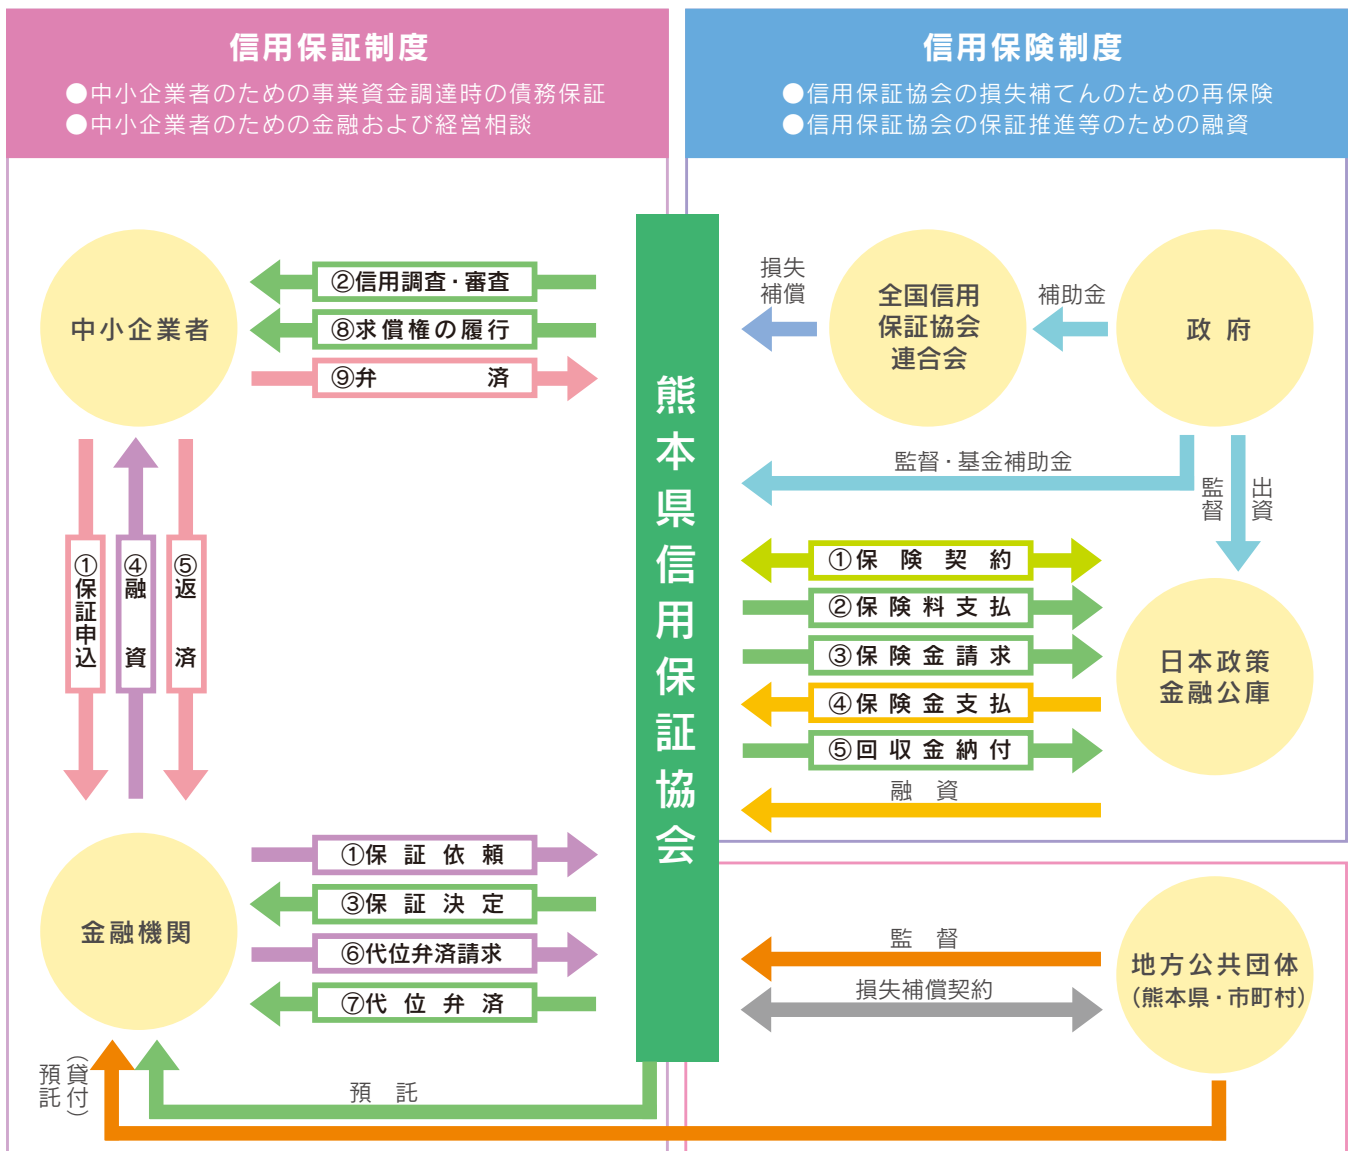 信用保証制度
●中小企業者のための事業資金調達時の債務保証
●中小企業者のための金融および経営相談
信用保険制度
●信用保証協会の損失補てんのための再保険
●信用保証協会の保証推進等のための融資
中小企業者
②信用調査・審査
⑧求償権の履行
⑨弁済
①保証申込
④融資
⑤返済
金融機関
①保証依頼
③保証決定
⑥代位弁済請求
⑦代位弁済
預託
(貸付)
預託
熊本県信用保証協会
損失
補償
全国信用
保証協会
連合会
補助金
政府
監督・基金補助金
監督
出資
①保険契約
②保険料支払
③保険金請求
④保険金支払
⑤回収金納付
融資
日本政策
金融公庫
監督
損失補償契約
地方公共団体
(熊本県・市町村)